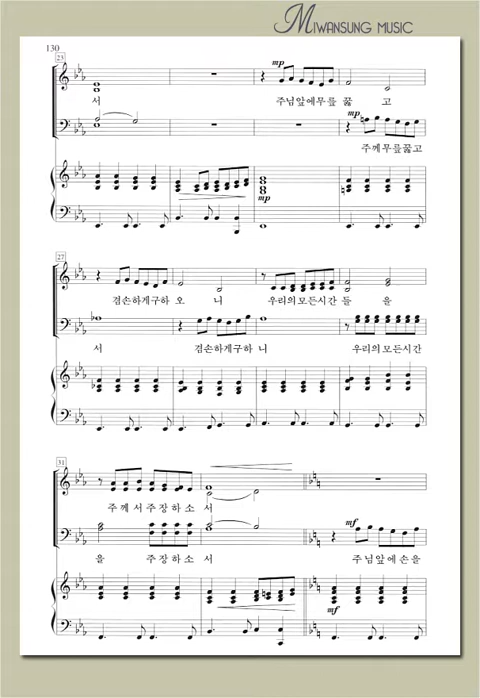 MIWANSUNG MUSIC
130
23
mp
서 주님앞에무릎 꿇 고
mp
주께무릎꿇고
mp
27
겸손하게구하 오 니 우리의모든시간 들 을
서 겸손하게구하 니 우리의모든시간
31
주께서주장하소 서
mf
을 주장하소 서 주님앞에손을
mf